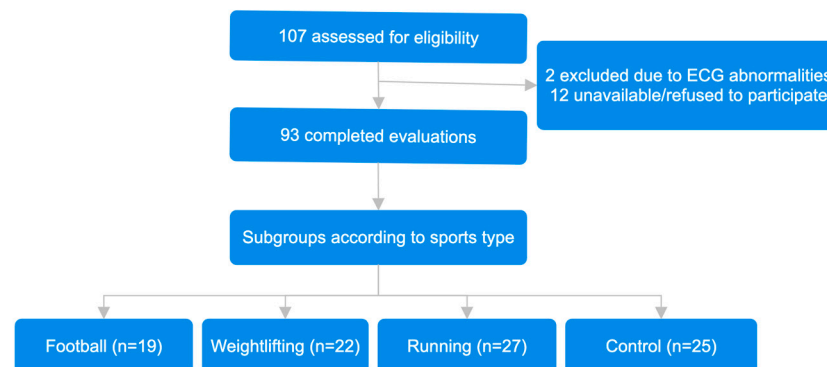 107 assessed for eligibility
2 excluded due to ECG abnormalities
12 unavailable/refused to participate
93 completed evaluations
Subgroups according to sports type
Football (n=19)
Weightlifting (n=22)
Running (n=27)
Control (n=25)